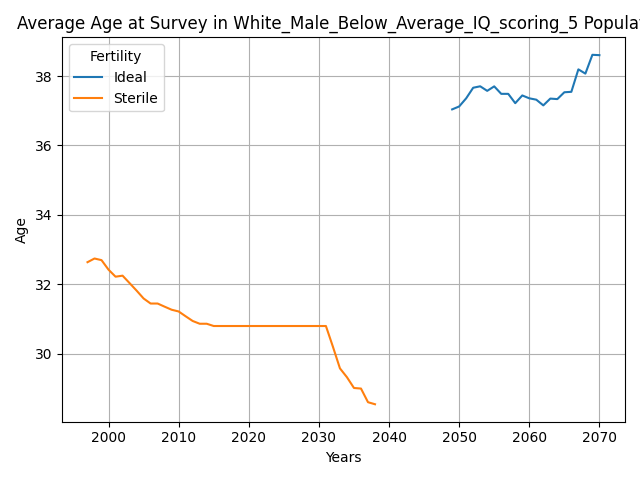 Average Age at Survey in White_Male_Below_Average_IQ_scoring_5 Popula
Fertility
Ideal
Sterile
38
36
34
32
30
Age
2000 2010 2020 2030 2040 2050 2060 2070
Years